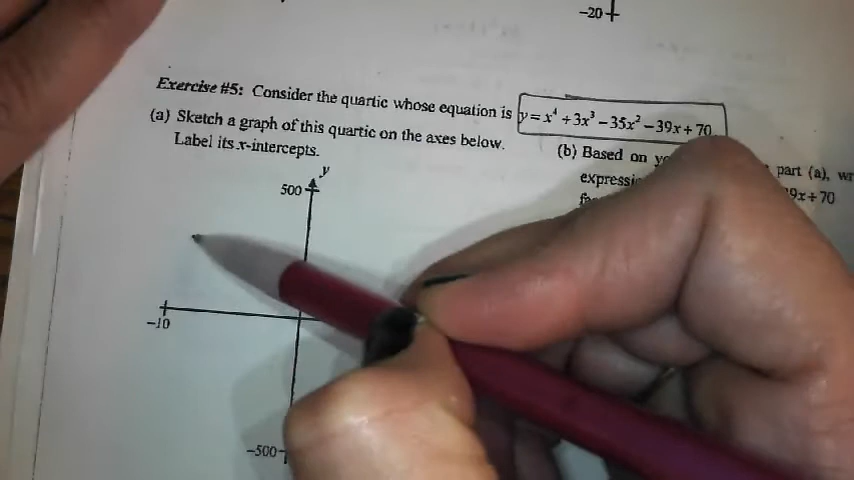 -20
Exercise #5: Consider the quartic whose equation is y = x⁴ + 3x³ − 35x² − 39x + 70
(a) Sketch a graph of this quartic on the axes below.
Label its x-intercepts.
(b) Based on
part (a),
9x + 70
y
500
-10
-500